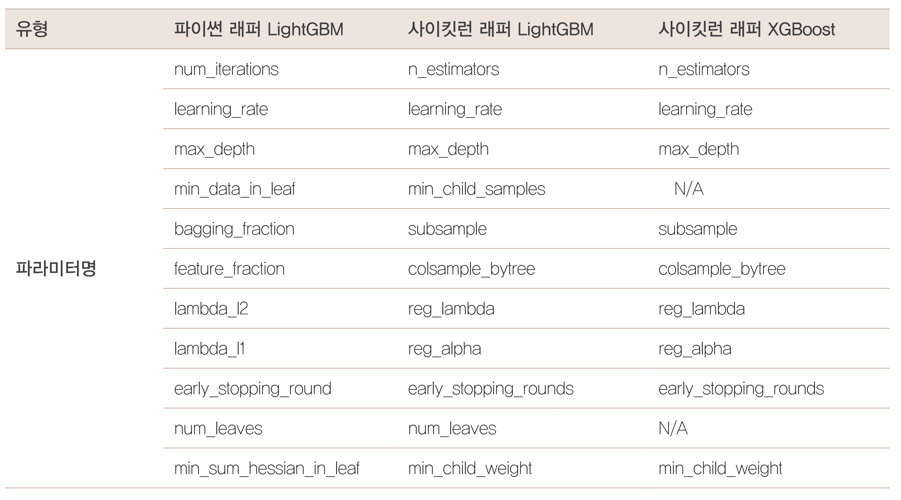 유형 파이썬 래퍼 LightGBM 사이킷런 래퍼 LightGBM 사이킷런 래퍼 XGBoost
num_iterations n_estimators n_estimators
learning_rate learning_rate learning_rate
max_depth max_depth max_depth
min_data_in_leaf min_child_samples N/A
bagging_fraction subsample subsample
파라미터명 feature_fraction colsample_bytree colsample_bytree
lambda_l2 reg_lambda reg_lambda
lambda_l1 reg_alpha reg_alpha
early_stopping_round early_stopping_rounds early_stopping_rounds
num_leaves num_leaves N/A
min_sum_hessian_in_leaf min_child_weight min_child_weight